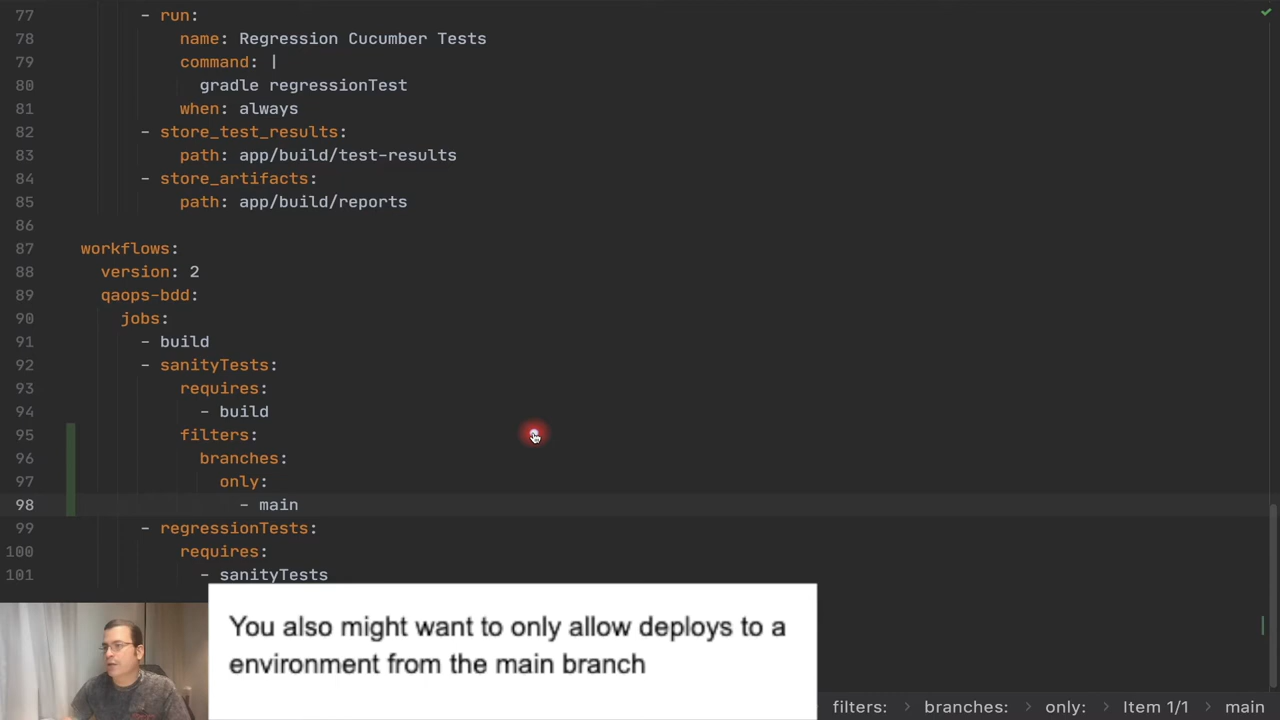 77 - run:
78 name: Regression Cucumber Tests
79 command: |
80 gradle regressionTest
81 when: always
82 - store_test_results:
83 path: app/build/test-results
84 - store_artifacts:
85 path: app/build/reports
86
87 workflows:
88 version: 2
89 qaops-bdd:
90 jobs:
91 - build
92 - sanityTests:
93 requires:
94 - build
95 filters:
96 branches:
97 only:
98 - main
99 - regressionTests:
100 requires:
101 - sanityTests
You also might want to only allow deploys to a
environment from the main branch
filters: > branches: > only: > Item 1/1 > main